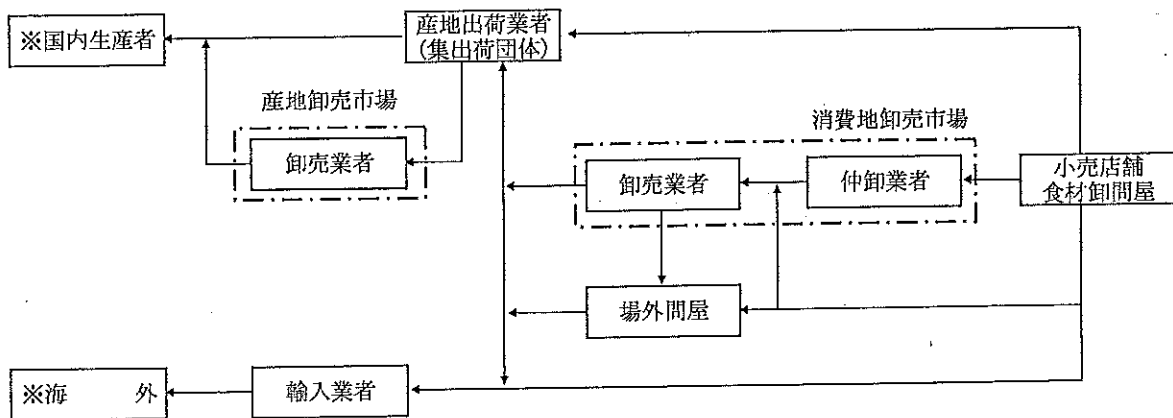 ※国内生産者
産地出荷業者
(集出荷団体)
産地卸売市場
卸売業者
消費地卸売市場
卸売業者
仲卸業者
小売店舗
食材卸問屋
場外問屋
※海　外
輸入業者